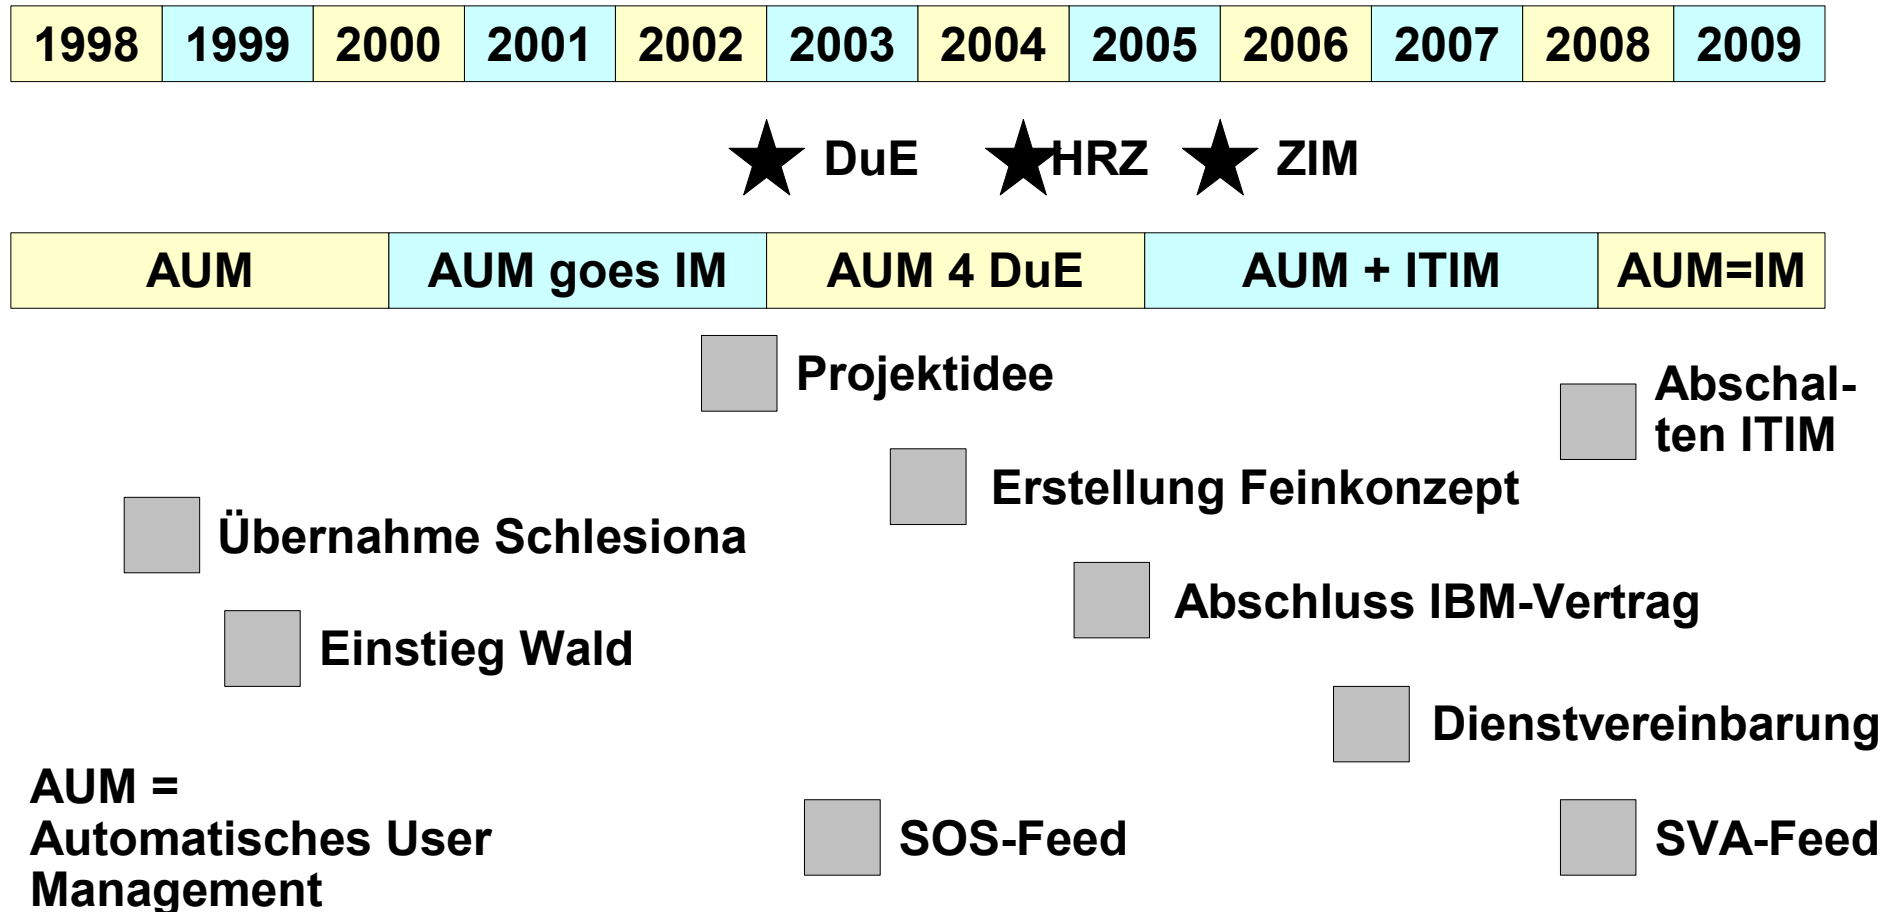 1998 1999 2000 2001 2002 2003 2004 2005 2006 2007 2008 2009
DuE HRZ ZIM
AUM AUM goes IM AUM 4 DuE AUM + ITIM AUM=IM
Projektidee
Abschal-
ten ITIM
Erstellung Feinkonzept
Übernahme Schlesiona
Abschluss IBM-Vertrag
Einstieg Wald
Dienstvereinbarung
AUM =
Automatisches User
Management
SOS-Feed
SVA-Feed